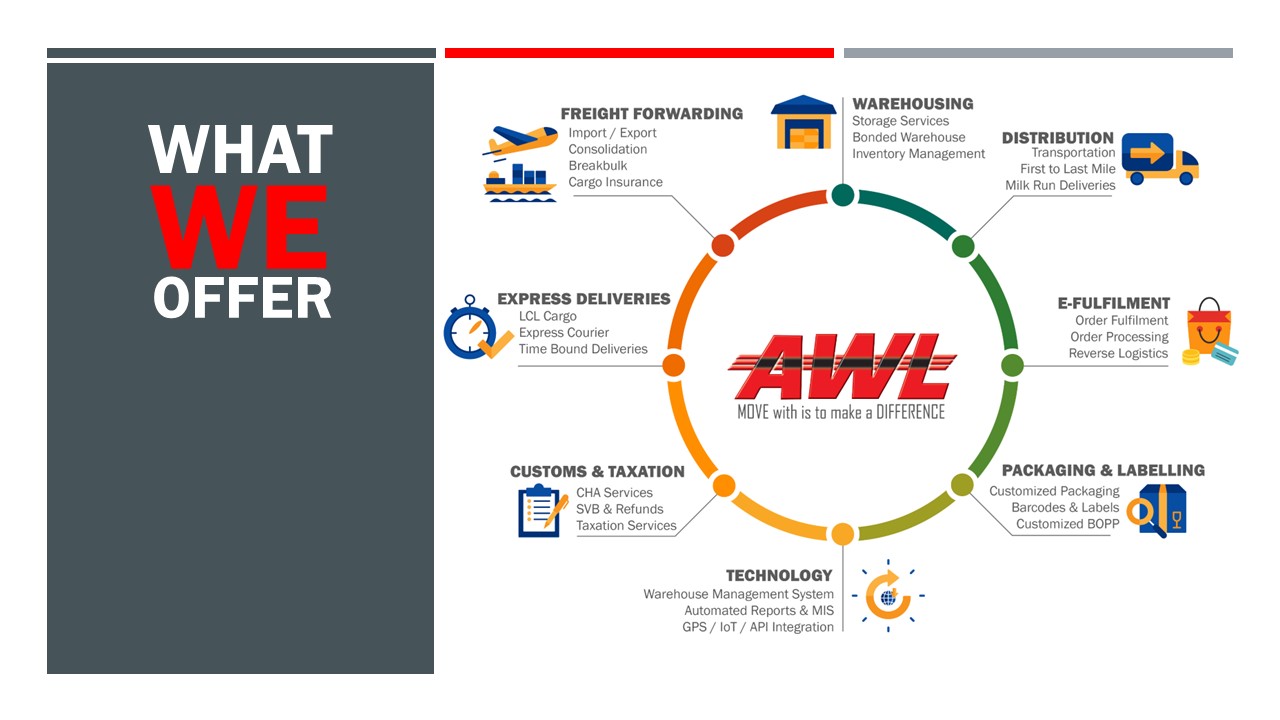 WHAT
WE
OFFER
FREIGHT FORWARDING
Import / Export
Consolidation
Breakbulk
Cargo Insurance
WAREHOUSING
Storage Services
Bonded Warehouse
Inventory Management
DISTRIBUTION
Transportation
First to Last Mile
Milk Run Deliveries
EXPRESS DELIVERIES
LCL Cargo
Express Courier
Time Bound Deliveries
AWL
MOVE with is to make a DIFFERENCE
E-FULFILMENT
Order Fulfilment
Order Processing
Reverse Logistics
CUSTOMS & TAXATION
CHA Services
SVB & Refunds
Taxation Services
PACKAGING & LABELLING
Customized Packaging
Barcodes & Labels
Customized BOPP
TECHNOLOGY
Warehouse Management System
Automated Reports & MIS
GPS / IoT / API Integration